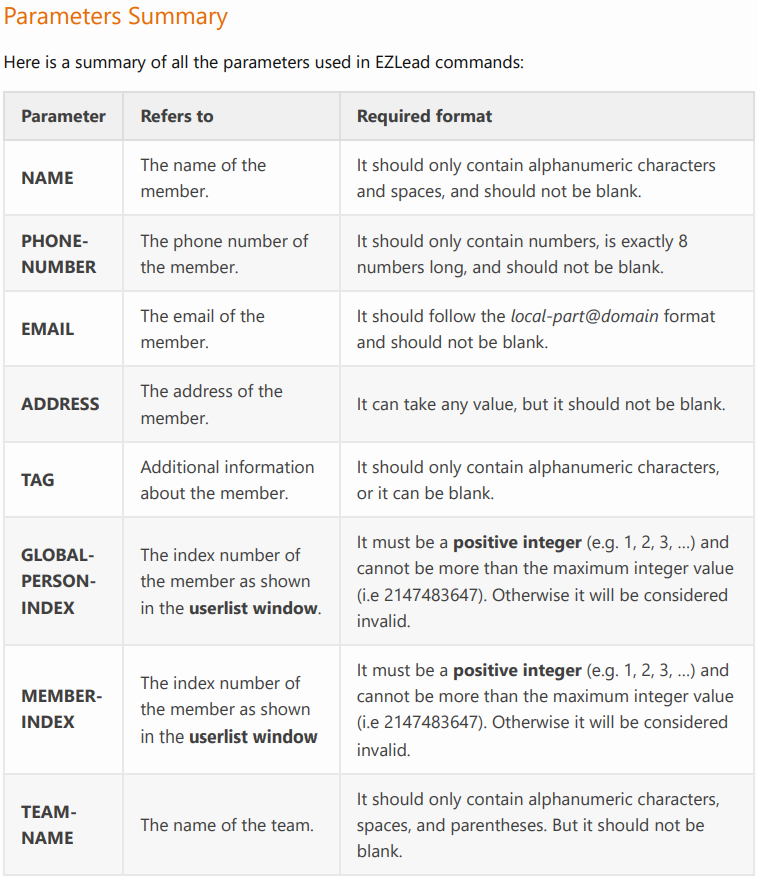 Parameters Summary
Here is a summary of all the parameters used in EZLead commands:
Parameter Refers to Required format
NAME
The name of the
member.
It should only contain alphanumeric characters
and spaces, and should not be blank.
PHONE-
NUMBER
The phone number of
the member.
It should only contain numbers, is exactly 8
numbers long, and should not be blank.
EMAIL
The email of the
member.
It should follow the local-part@domain format
and should not be blank.
ADDRESS
The address of the
member.
It can take any value, but it should not be blank.
TAG
Additional information
about the member.
It should only contain alphanumeric characters,
or it can be blank.
GLOBAL-
PERSON-
INDEX
The index number of
the member as shown
in the userlist window.
It must be a positive integer (e.g. 1, 2, 3, …) and
cannot be more than the maximum integer value
(i.e 2147483647). Otherwise it will be considered
invalid.
MEMBER-
INDEX
The index number of
the member as shown
in the userlist window
It must be a positive integer (e.g. 1, 2, 3, …) and
cannot be more than the maximum integer value
(i.e 2147483647). Otherwise it will be considered
invalid.
TEAM-
NAME
The name of the team.
It should only contain alphanumeric characters,
spaces, and parentheses. But it should not be
blank.